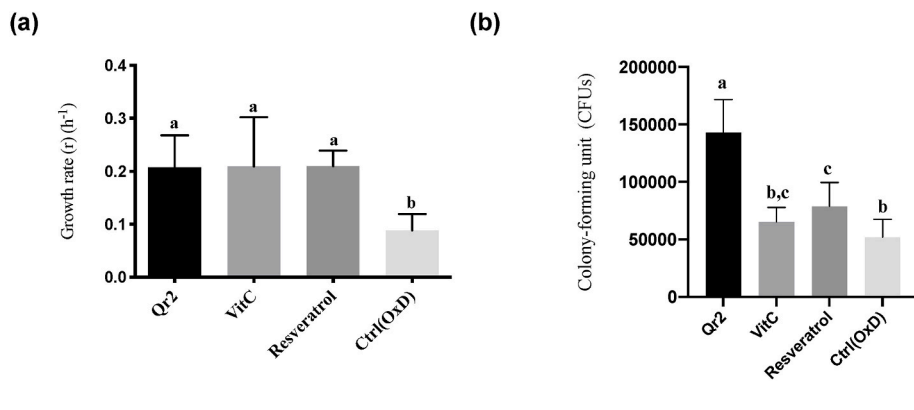 (a)
Growth rate (r) (h⁻¹)
0.4
0.3
0.2
0.1
0.0
a
a
a
b
Qr2
VitC
Resveratrol
Ctrl(OxD)
(b)
Colony-forming unit (CFUs)
200000
150000
100000
50000
0
a
b,c
c
b
Qr2
VitC
Resveratrol
Ctrl(OxD)